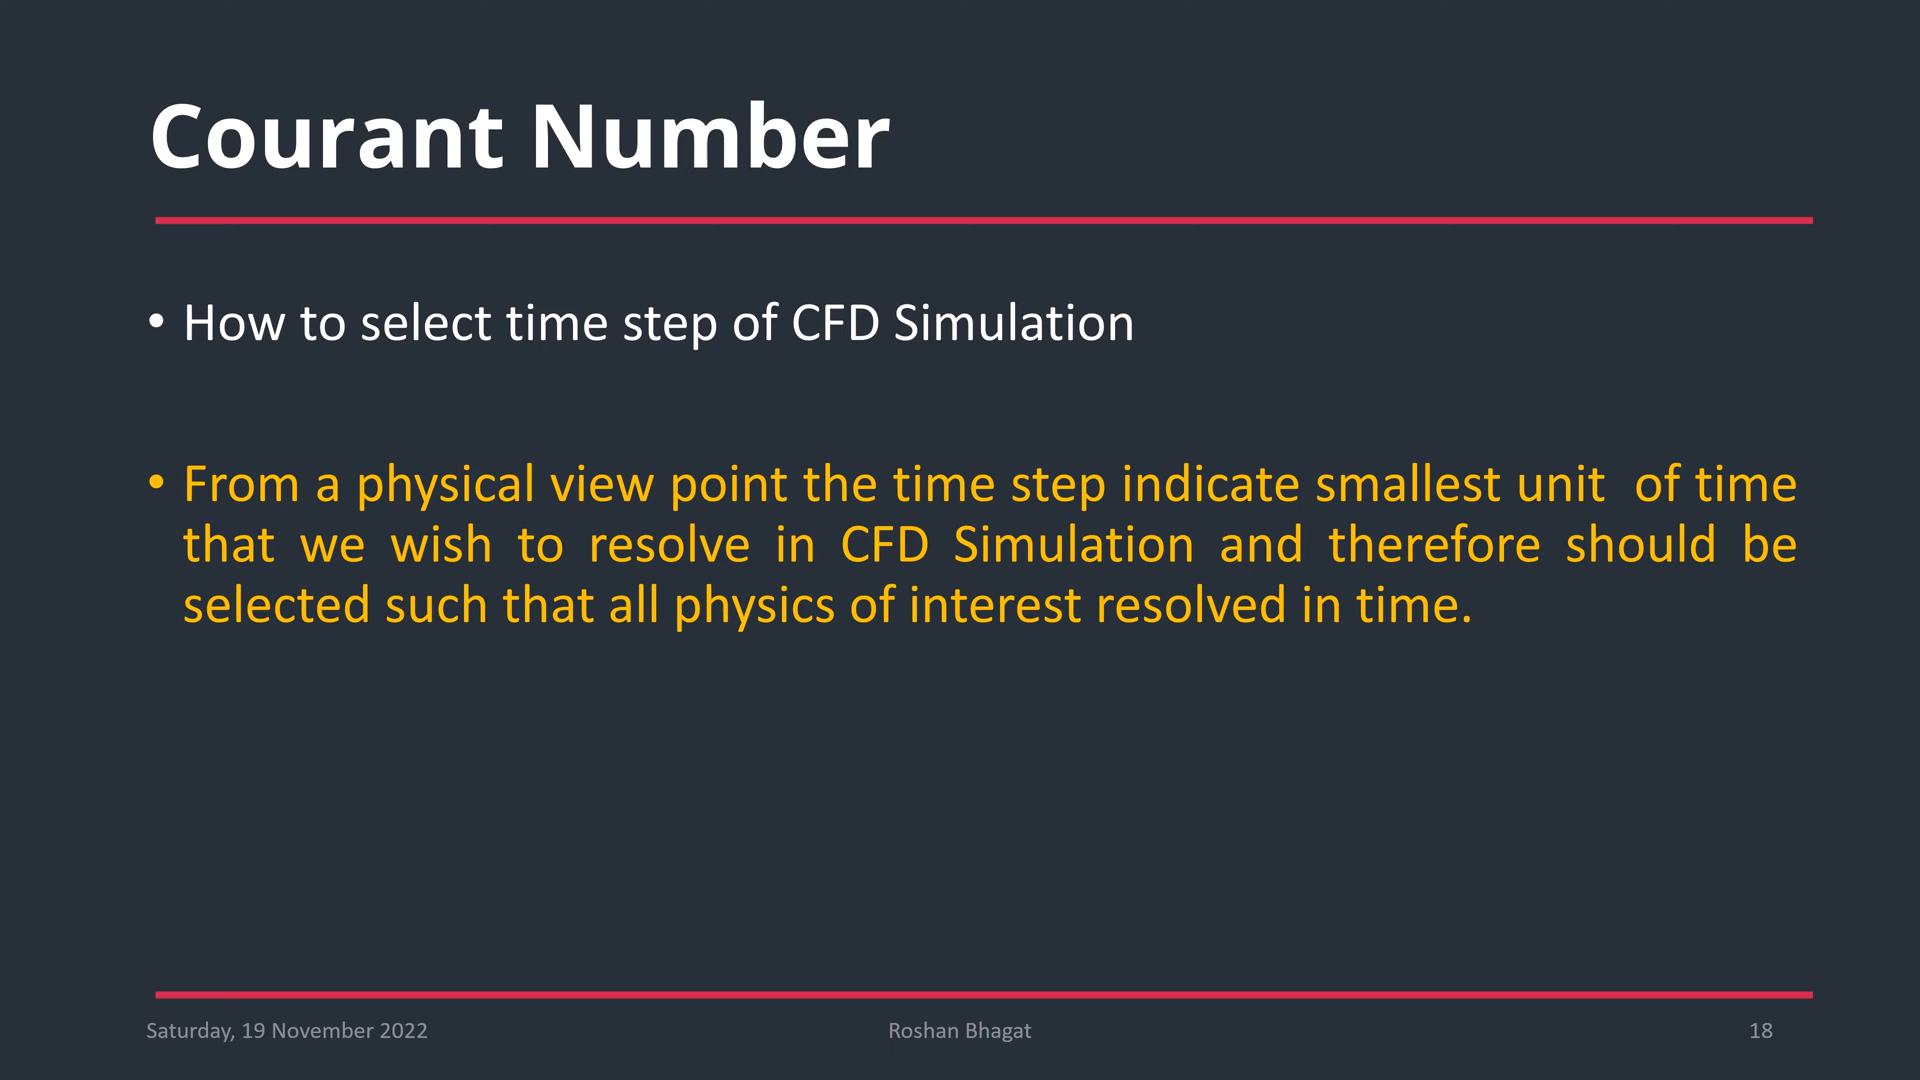 Courant Number
• How to select time step of CFD Simulation
• From a physical view point the time step indicate smallest unit  of time
that we wish to resolve in CFD Simulation and therefore should be
selected such that all physics of interest resolved in time.
Saturday, 19 November 2022
Roshan Bhagat
18